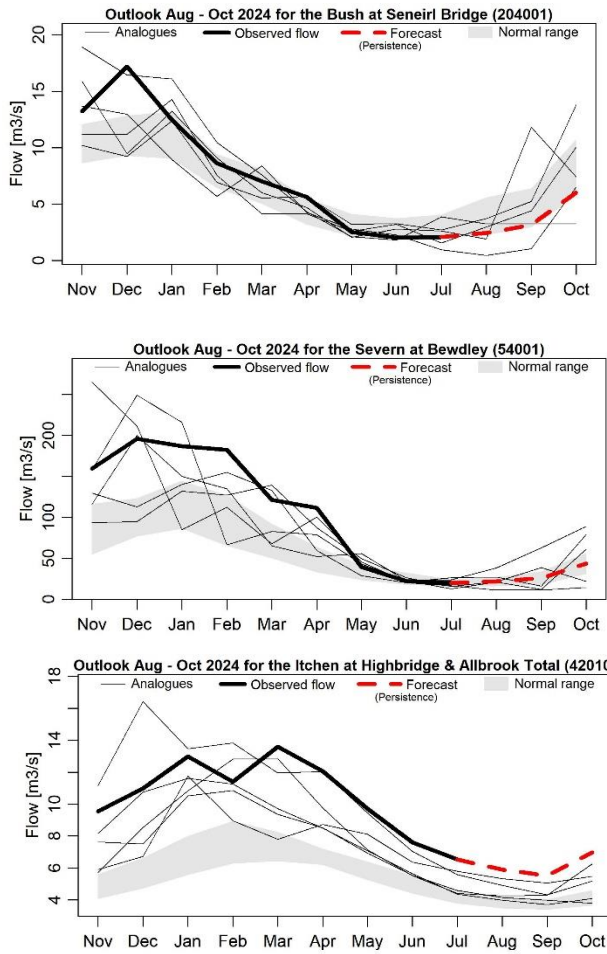 Outlook Aug - Oct 2024 for the Bush at Seneirl Bridge (204001)
Analogues Observed flow Forecast Normal range
(Persistence)
Flow [m3/s]
20
15
10
5
0
Nov Dec Jan Feb Mar Apr May Jun Jul Aug Sep Oct
Outlook Aug - Oct 2024 for the Severn at Bewdley (54001)
Analogues Observed flow Forecast Normal range
(Persistence)
Flow [m3/s]
200
100
50
0
Nov Dec Jan Feb Mar Apr May Jun Jul Aug Sep Oct
Outlook Aug - Oct 2024 for the Itchen at Highbridge & Allbrook Total (42010
Analogues Observed flow Forecast Normal range
(Persistence)
Flow [m3/s]
18
14
10
8
6
4
Nov Dec Jan Feb Mar Apr May Jun Jul Aug Sep Oct